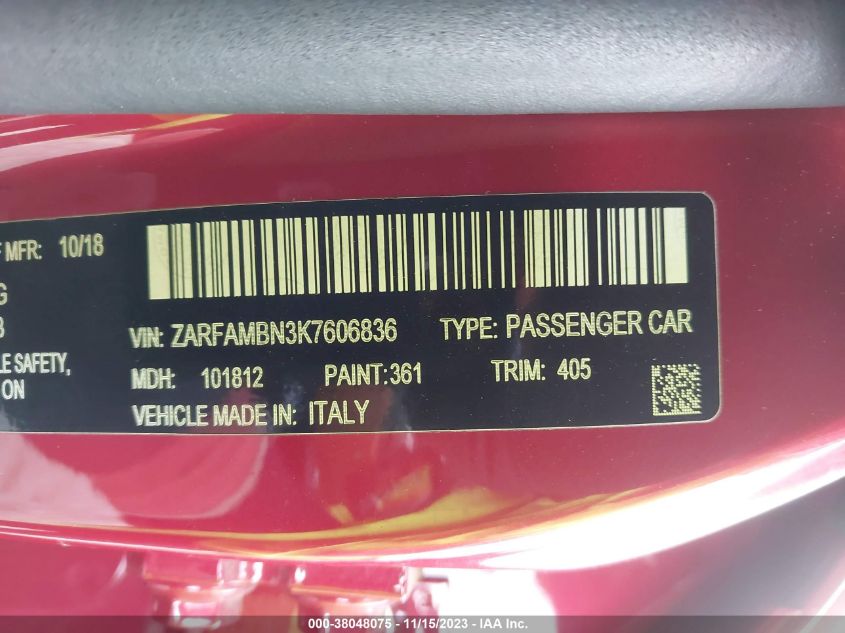 F MFR: 10/18
G
VIN: ZARFAMBN3K7606836 TYPE: PASSENGER CAR
LE SAFETY,
ON
MDH: 101812 PAINT:361 TRIM: 405
VEHICLE MADE IN: ITALY
000-38048075 - 11/15/2023 - IAA Inc.